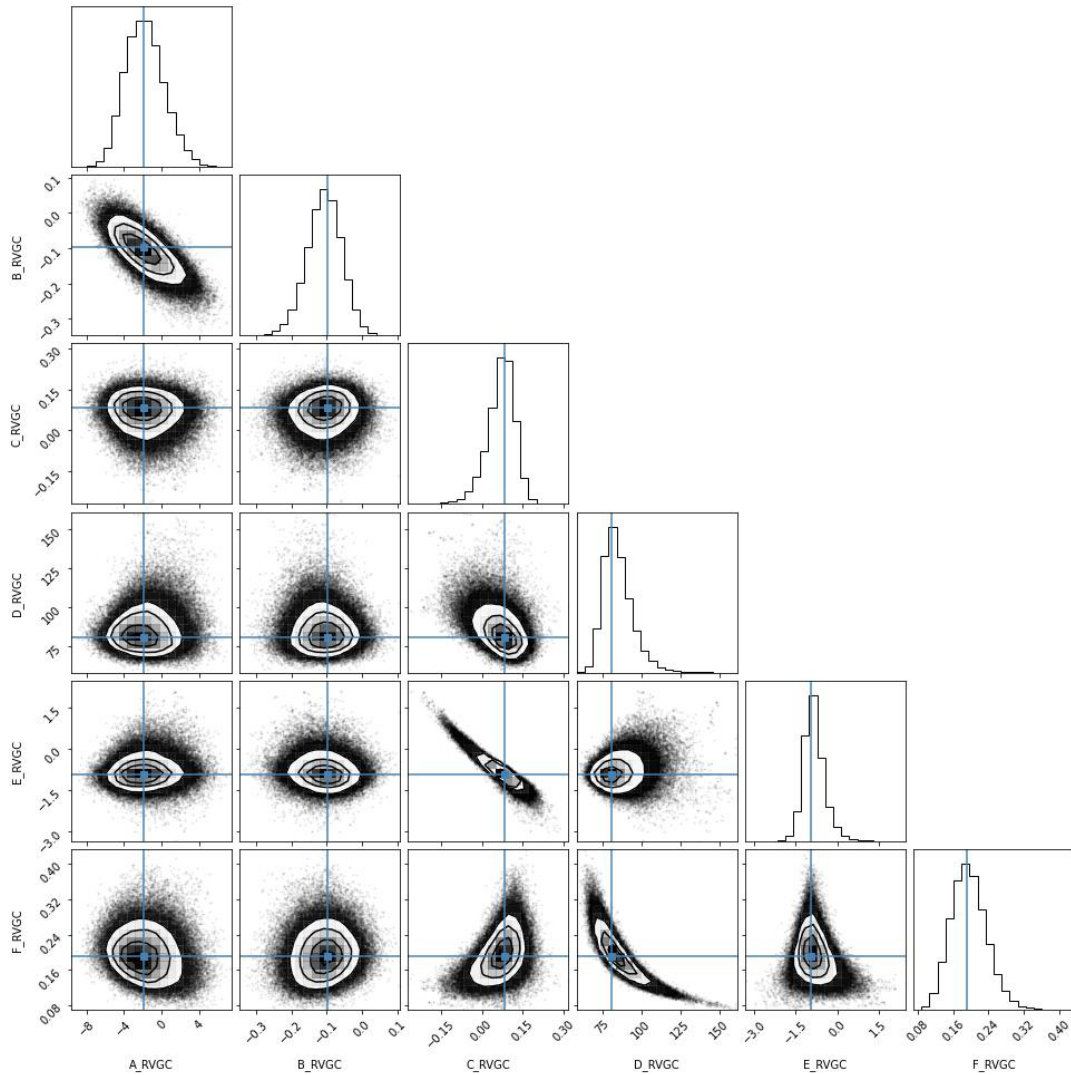 0.1
0.0
−0.1
−0.2
−0.3
B_RVGC
0.30
0.15
0.00
−0.15
C_RVGC
150
125
100
75
D_RVGC
1.5
0.0
−1.5
−3.0
E_RVGC
0.40
0.32
0.24
0.16
0.08
F_RVGC
−8 −4 0 4
−0.3 −0.2 −0.1 0.0 0.1
−0.15 0.00 0.15 0.30
75 100 125 150
−3.0 −1.5 0.0 1.5
0.08 0.16 0.24 0.32 0.40
A_RVGC B_RVGC C_RVGC D_RVGC E_RVGC F_RVGC